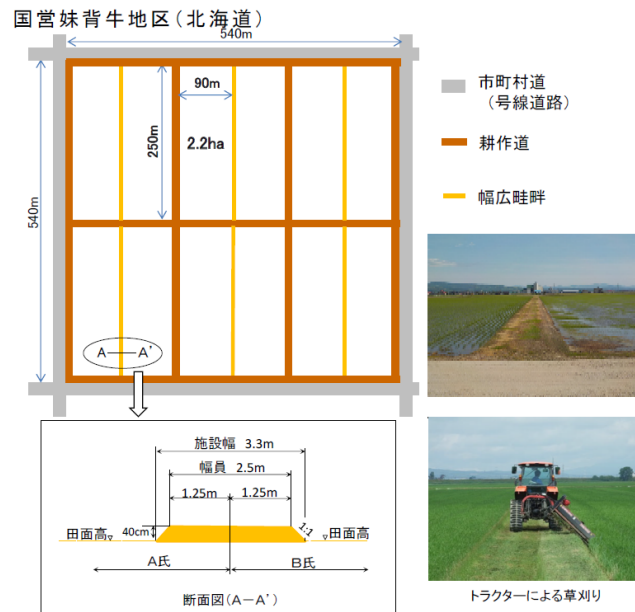 国営妹背牛地区(北海道)
540m
90m
250m
2.2ha
540m
A
A’
市町村道
(号線道路)
耕作道
幅広畦畔
施設幅 3.3m
幅員 2.5m
1.25m
1.25m
田面高
40cm
1:1
田面高
A氏
B氏
断面図(A-A’)
トラクターによる草刈り